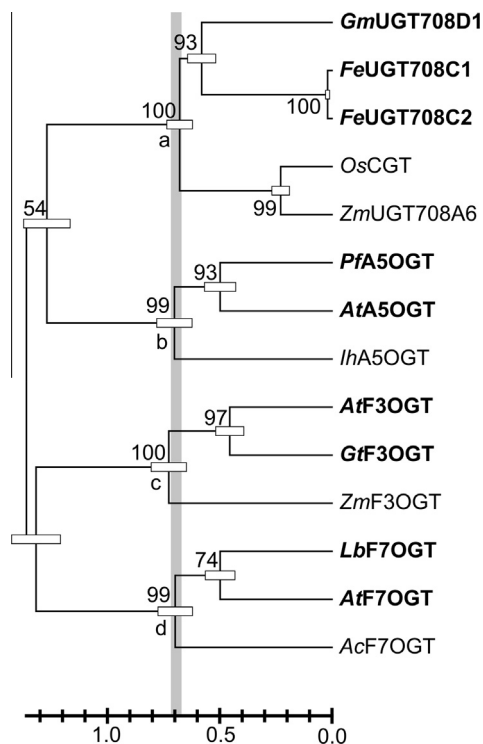 GmUGT708D1
93
FeUGT708C1
100
FeUGT708C2
100
a
OsCGT
99
ZmUGT708A6
54
PfA5OGT
93
AtA5OGT
99
b
IhA5OGT
AtF3OGT
97
GtF3OGT
100
c
ZmF3OGT
LbF7OGT
74
AtF7OGT
99
d
AcF7OGT
1.0 0.5 0.0